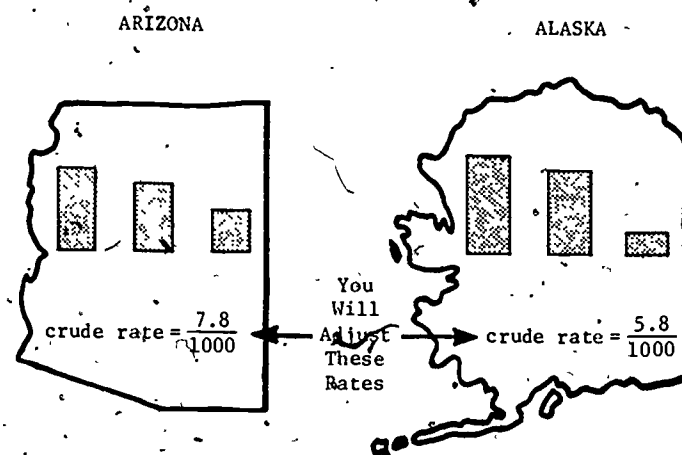 ARIZONA
ALASKA
crude rate = 7.8/1000
You
Will
Adjust
These
Rates
crude rate = 5.8/1000